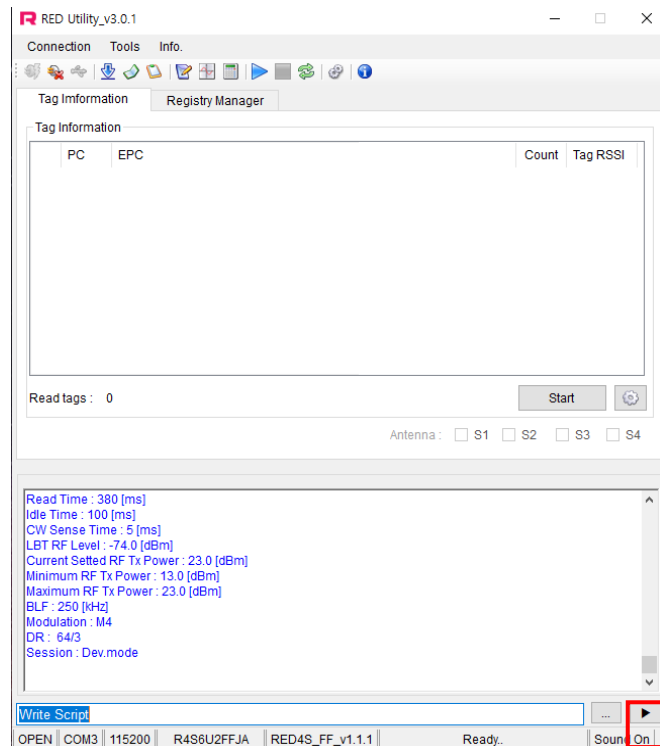 RED Utility_v3.0.1
Connection Tools Info.
Tag Imformation Registry Manager
Tag Information
PC EPC Count Tag RSSI
Read tags : 0 Start
Antenna : S1 S2 S3 S4
Read Time : 380 [ms]
Idle Time : 100 [ms]
CW Sense Time : 5 [ms]
LBT RF Level : -74.0 [dBm]
Current Setted RF Tx Power : 23.0 [dBm]
Minimum RF Tx Power : 13.0 [dBm]
Maximum RF Tx Power : 23.0 [dBm]
BLF : 250 [kHz]
Modulation : M4
DR : 64/3
Session : Dev.mode
Write Script ...
OPEN COM3 115200 R4S6U2FFJA RED4S_FF_v1.1.1 Ready.. Sound On